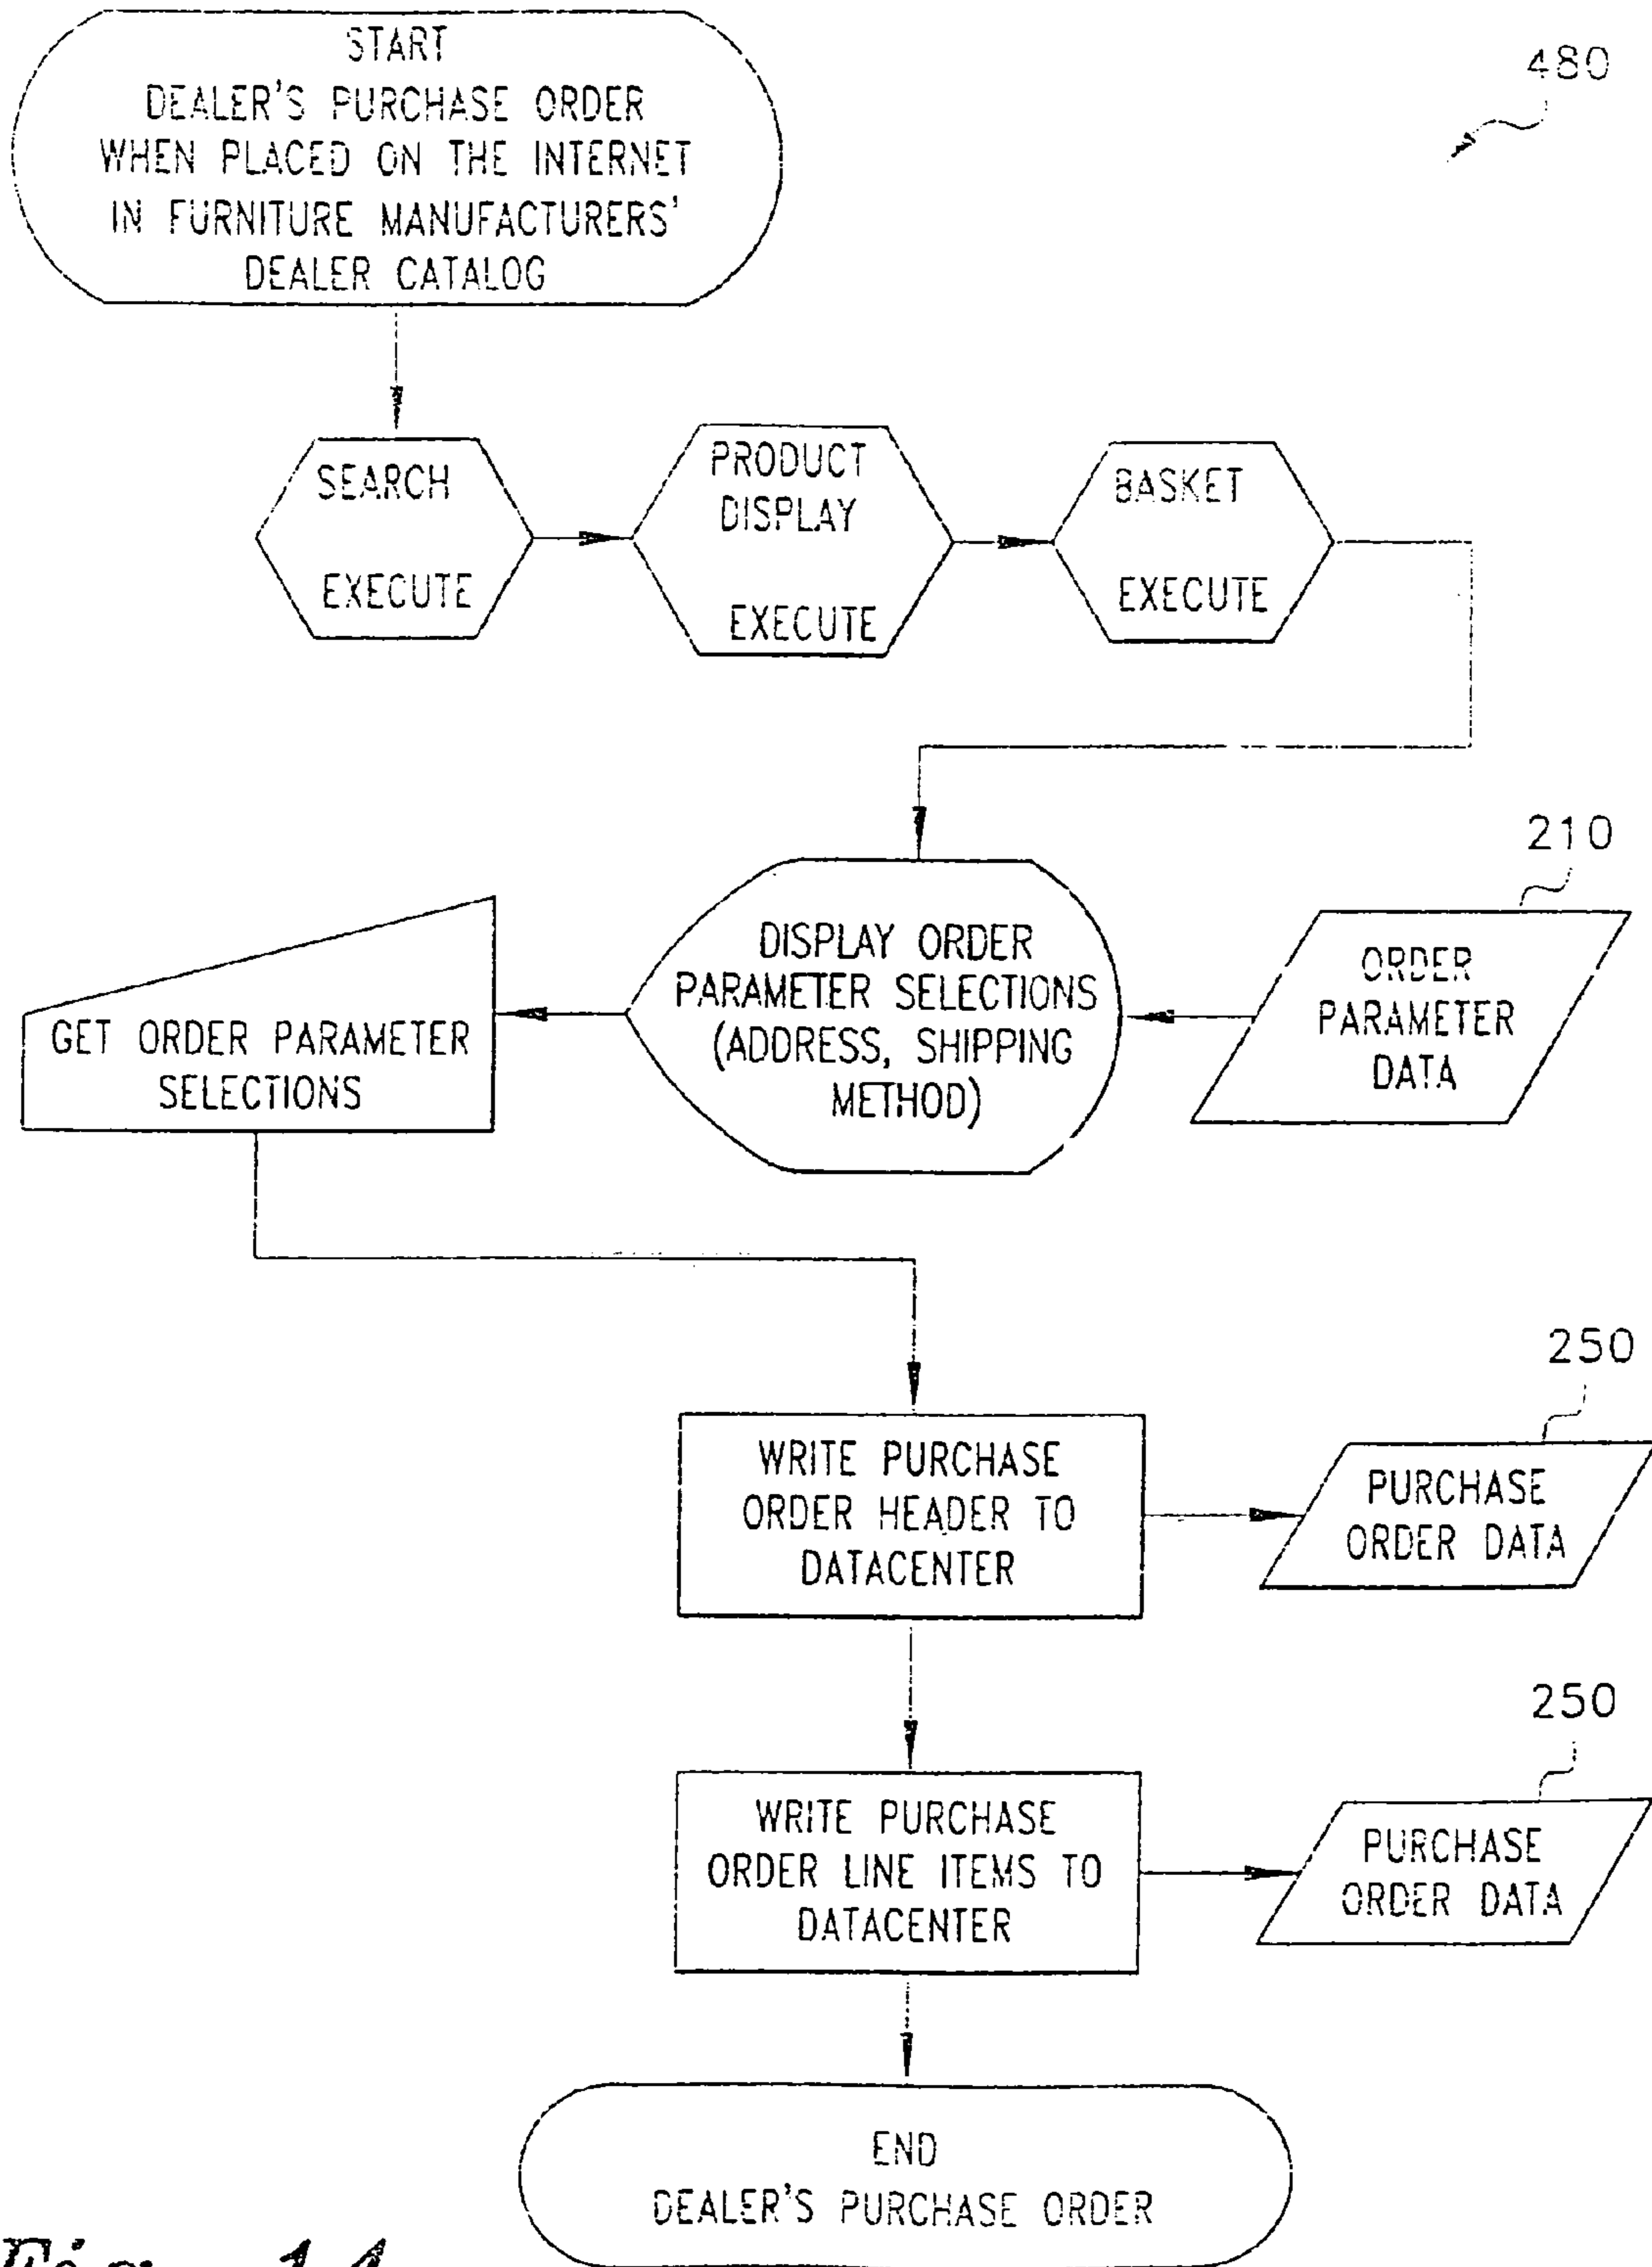 START
DEALER'S PURCHASE ORDER
WHEN PLACED ON THE INTERNET
IN FURNITURE MANUFACTURERS'
DEALER CATALOG
480
SEARCH
EXECUTE
PRODUCT
DISPLAY
EXECUTE
BASKET
EXECUTE
210
GET ORDER PARAMETER
SELECTIONS
DISPLAY ORDER
PARAMETER SELECTIONS
(ADDRESS, SHIPPING
METHOD)
ORDER
PARAMETER
DATA
250
WRITE PURCHASE
ORDER HEADER TO
DATACENTER
PURCHASE
ORDER DATA
250
WRITE PURCHASE
ORDER LINE ITEMS TO
DATACENTER
PURCHASE
ORDER DATA
END
DEALER'S PURCHASE ORDER
Fig. 14